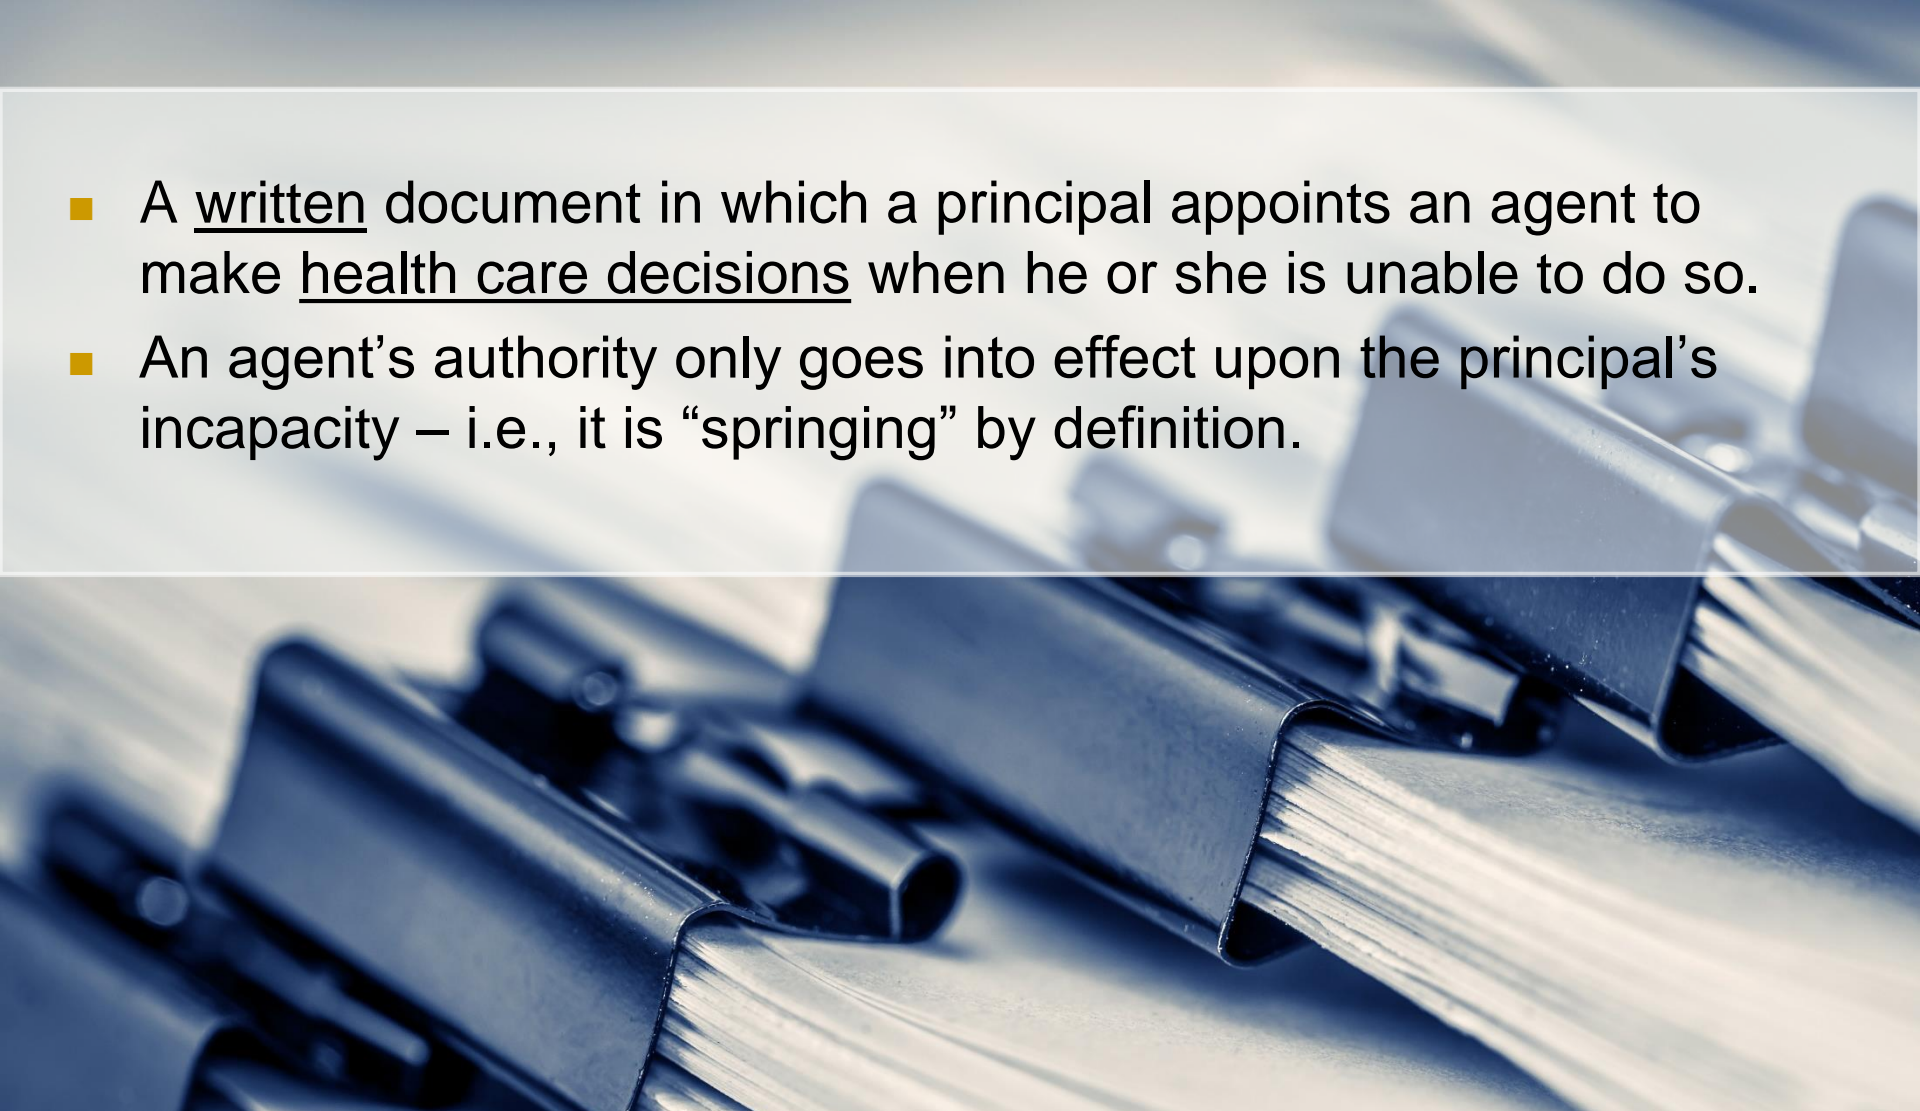 A written document in which a principal appoints an agent to
make health care decisions when he or she is unable to do so.
An agent’s authority only goes into effect upon the principal’s
incapacity – i.e., it is “springing” by definition.